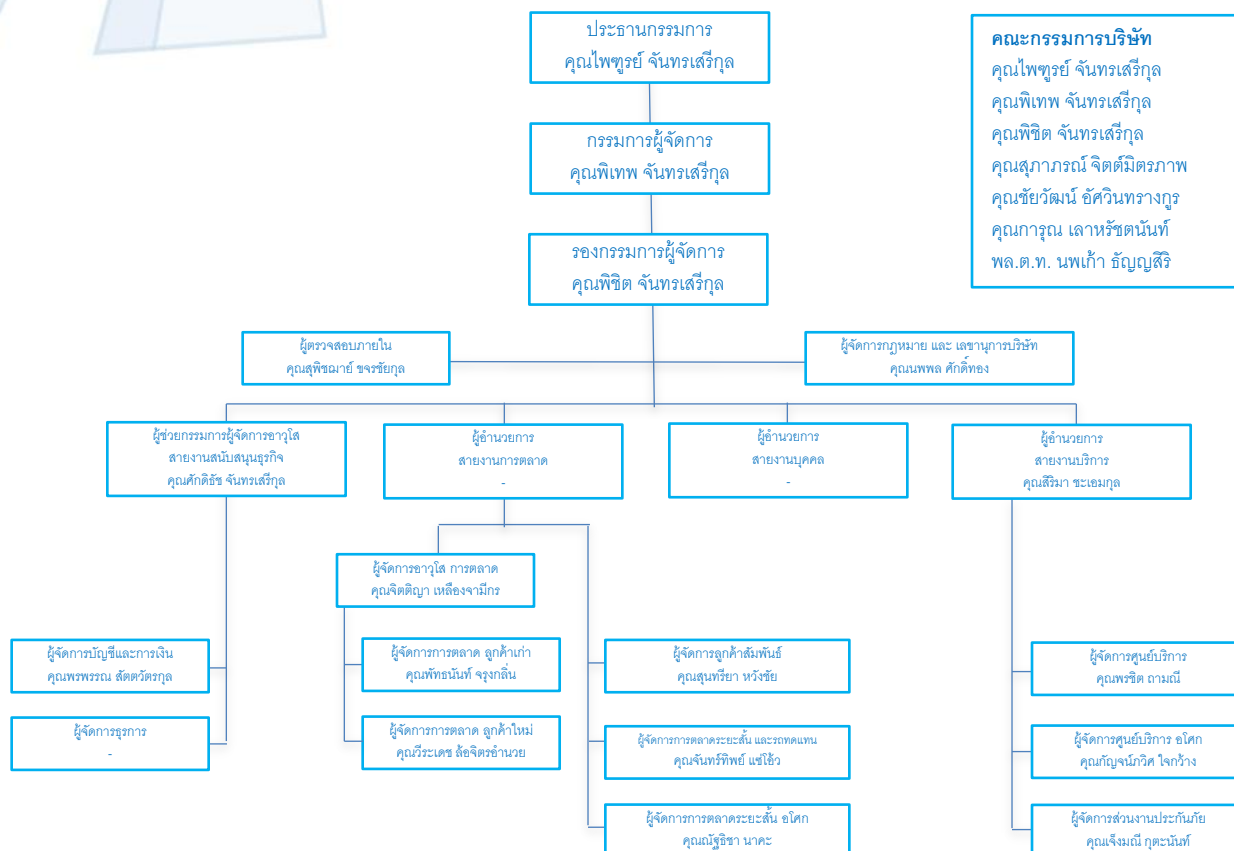 ประธานกรรมการ
คุณไพฑูรย์ จันทรเสรีกุล
คณะกรรมการบริษัท
คุณไพฑูรย์ จันทรเสรีกุล
คุณพิเทพ จันทรเสรีกุล
คุณพิชิต จันทรเสรีกุล
คุณสุภาภรณ์ จิตต์มิตรภาพ
คุณชัยวัฒน์ อัศวินทรางกูร
คุณการุณ เลาหรัชตนันท์
พล.ต.ท. นพเก้า ธัญญสิริ
กรรมการผู้จัดการ
คุณพิเทพ จันทรเสรีกุล
รองกรรมการผู้จัดการ
คุณพิชิต จันทรเสรีกุล
ผู้ตรวจสอบภายใน
คุณสุพิชฌาย์ ขจรชัยกุล
ผู้จัดการกฎหมาย และ เลขานุการบริษัท
คุณนพพล ศักดิ์ทอง
ผู้ช่วยกรรมการผู้จัดการอาวุโส
สายงานสนับสนุนธุรกิจ
คุณศักดิธัช จันทรเสรีกุล
ผู้อำนวยการ
สายงานการตลาด
-
ผู้อำนวยการ
สายงานบุคคล
-
ผู้อำนวยการ
สายงานบริการ
คุณสิริมา ชะเอมกุล
ผู้จัดการอาวุโส การตลาด
คุณจิตติญา เหลืองจามีกร
ผู้จัดการบัญชีและการเงิน
คุณพรพรรณ สัตตวัตรกุล
ผู้จัดการการตลาด ลูกค้าเก่า
คุณพัทธนันท์ จรุงกลิ่น
ผู้จัดการลูกค้าสัมพันธ์
คุณสุนทรียา หวังชัย
ผู้จัดการศูนย์บริการ
คุณพรชิต ถามณี
ผู้จัดการธุรการ
-
ผู้จัดการการตลาด ลูกค้าใหม่
คุณวีระเดช ล้อจิตรอำนวย
ผู้จัดการการตลาดระยะสั้น และรถทดแทน
คุณจันทร์ทิพย์ แซ่โอ้ว
ผู้จัดการศูนย์บริการ อโศก
คุณกัญจน์ภวิศ ใจกว้าง
ผู้จัดการการตลาดระยะสั้น อโศก
คุณณัฐธิชา นาคะ
ผู้จัดการส่วนงานประกันภัย
คุณเจ็งมณี กุตะนันท์